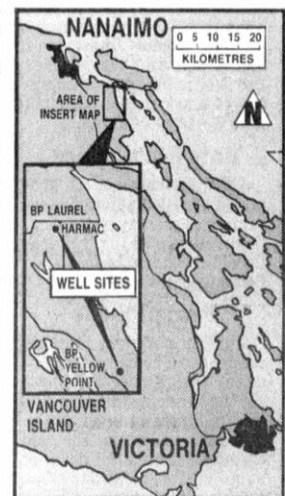 NANAIMO
0 5 10 15 20
KILOMETRES
AREA OF
INSERT MAP
N
BP LAUREL
HARMAC
WELL SITES
BP
YELLOW
POINT
VANCOUVER
ISLAND
VICTORIA